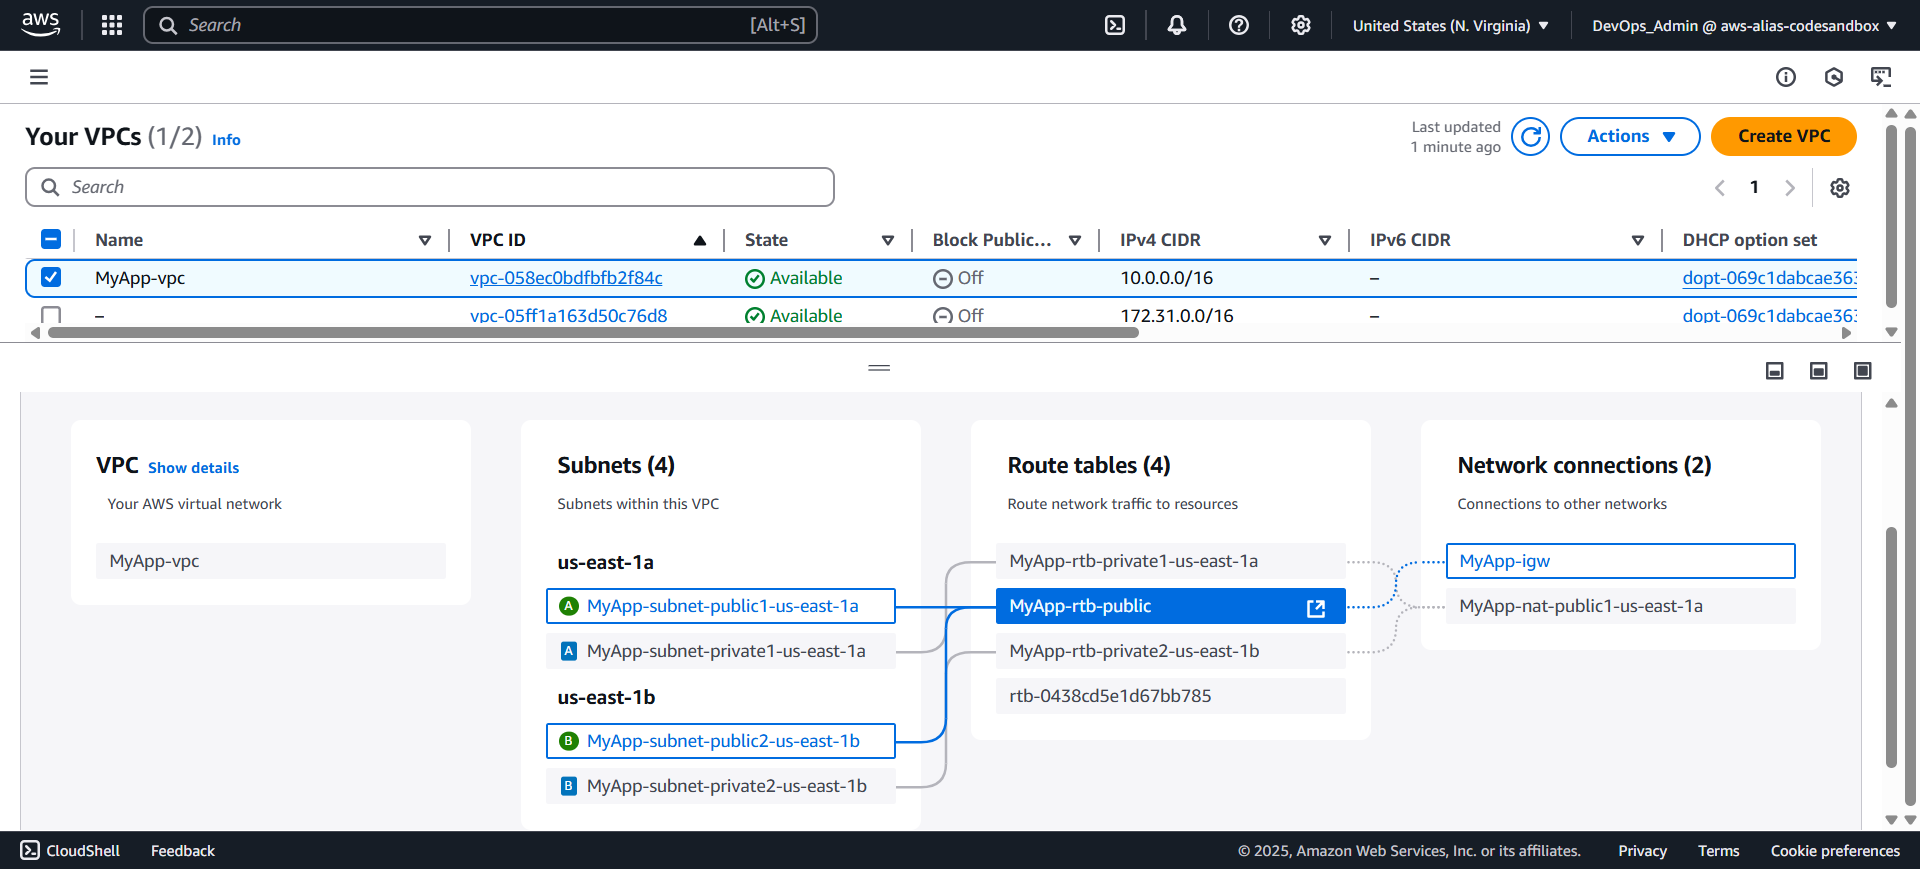 aws
Search [Alt+S]
United States (N. Virginia)
DevOps_Admin @ aws-alias-codesandbox
Your VPCs (1/2) Info
Last updated
1 minute ago
Actions
Create VPC
Search
1
Name VPC ID State Block Public... IPv4 CIDR IPv6 CIDR DHCP option set
MyApp-vpc vpc-058ec0bdfbfb2f84c Available Off 10.0.0.0/16 – dopt-069c1dabcae363
– vpc-05ff1a163d50c76d8 Available Off 172.31.0.0/16 – dopt-069c1dabcae363
VPC Show details
Your AWS virtual network
MyApp-vpc
Subnets (4)
Subnets within this VPC
us-east-1a
A MyApp-subnet-public1-us-east-1a
A MyApp-subnet-private1-us-east-1a
us-east-1b
B MyApp-subnet-public2-us-east-1b
B MyApp-subnet-private2-us-east-1b
Route tables (4)
Route network traffic to resources
MyApp-rtb-private1-us-east-1a
MyApp-rtb-public
MyApp-rtb-private2-us-east-1b
rtb-0438cd5e1d67bb785
Network connections (2)
Connections to other networks
MyApp-igw
MyApp-nat-public1-us-east-1a
CloudShell
Feedback
© 2025, Amazon Web Services, Inc. or its affiliates.
Privacy
Terms
Cookie preferences